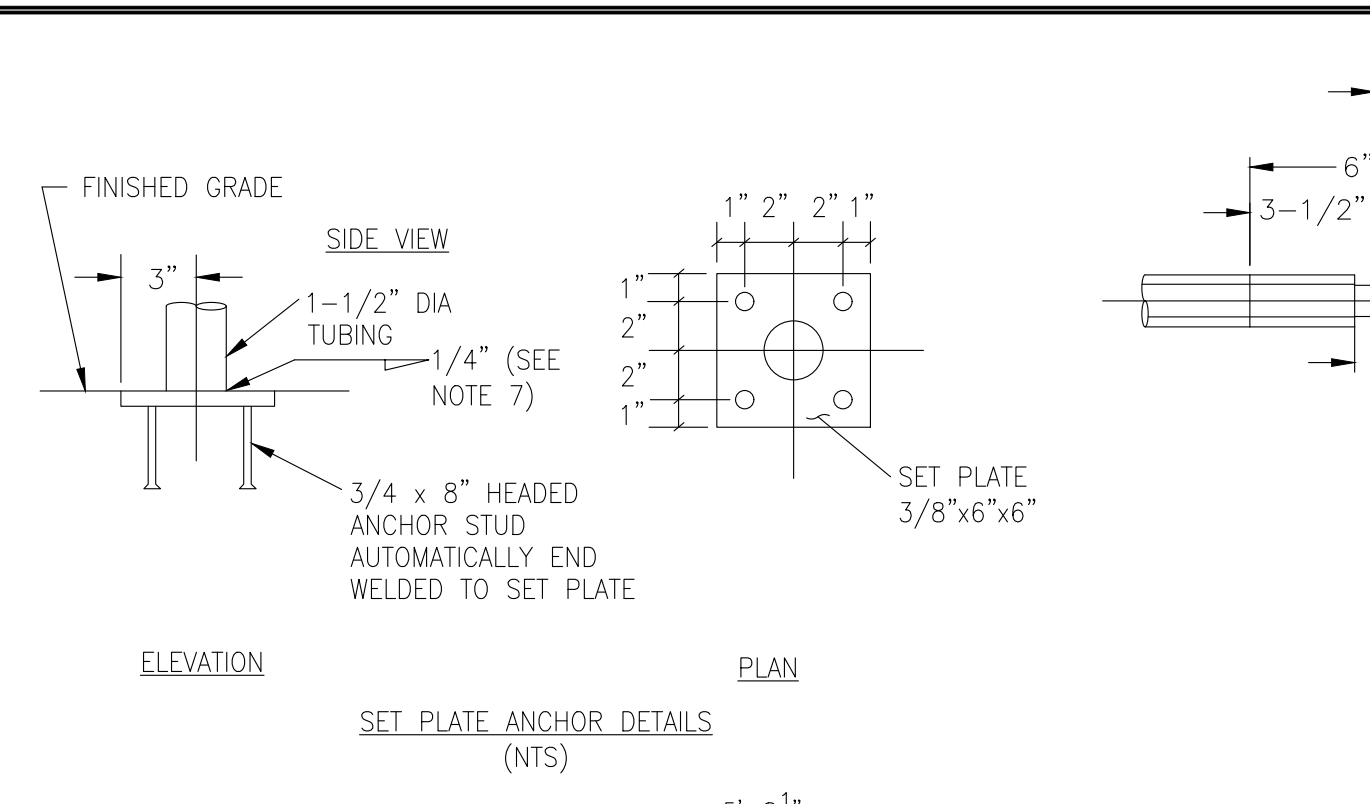 FINISHED GRADE
SIDE VIEW
3”
1-1/2” DIA
TUBING
1/4” (SEE
NOTE 7)
3/4 x 8” HEADED
ANCHOR STUD
AUTOMATICALLY END
WELDED TO SET PLATE
ELEVATION
1” 2” 2” 1”
1”
2”
2”
1”
SET PLATE
3/8”x6”x6”
PLAN
SET PLATE ANCHOR DETAILS
(NTS)
6”
3-1/2”